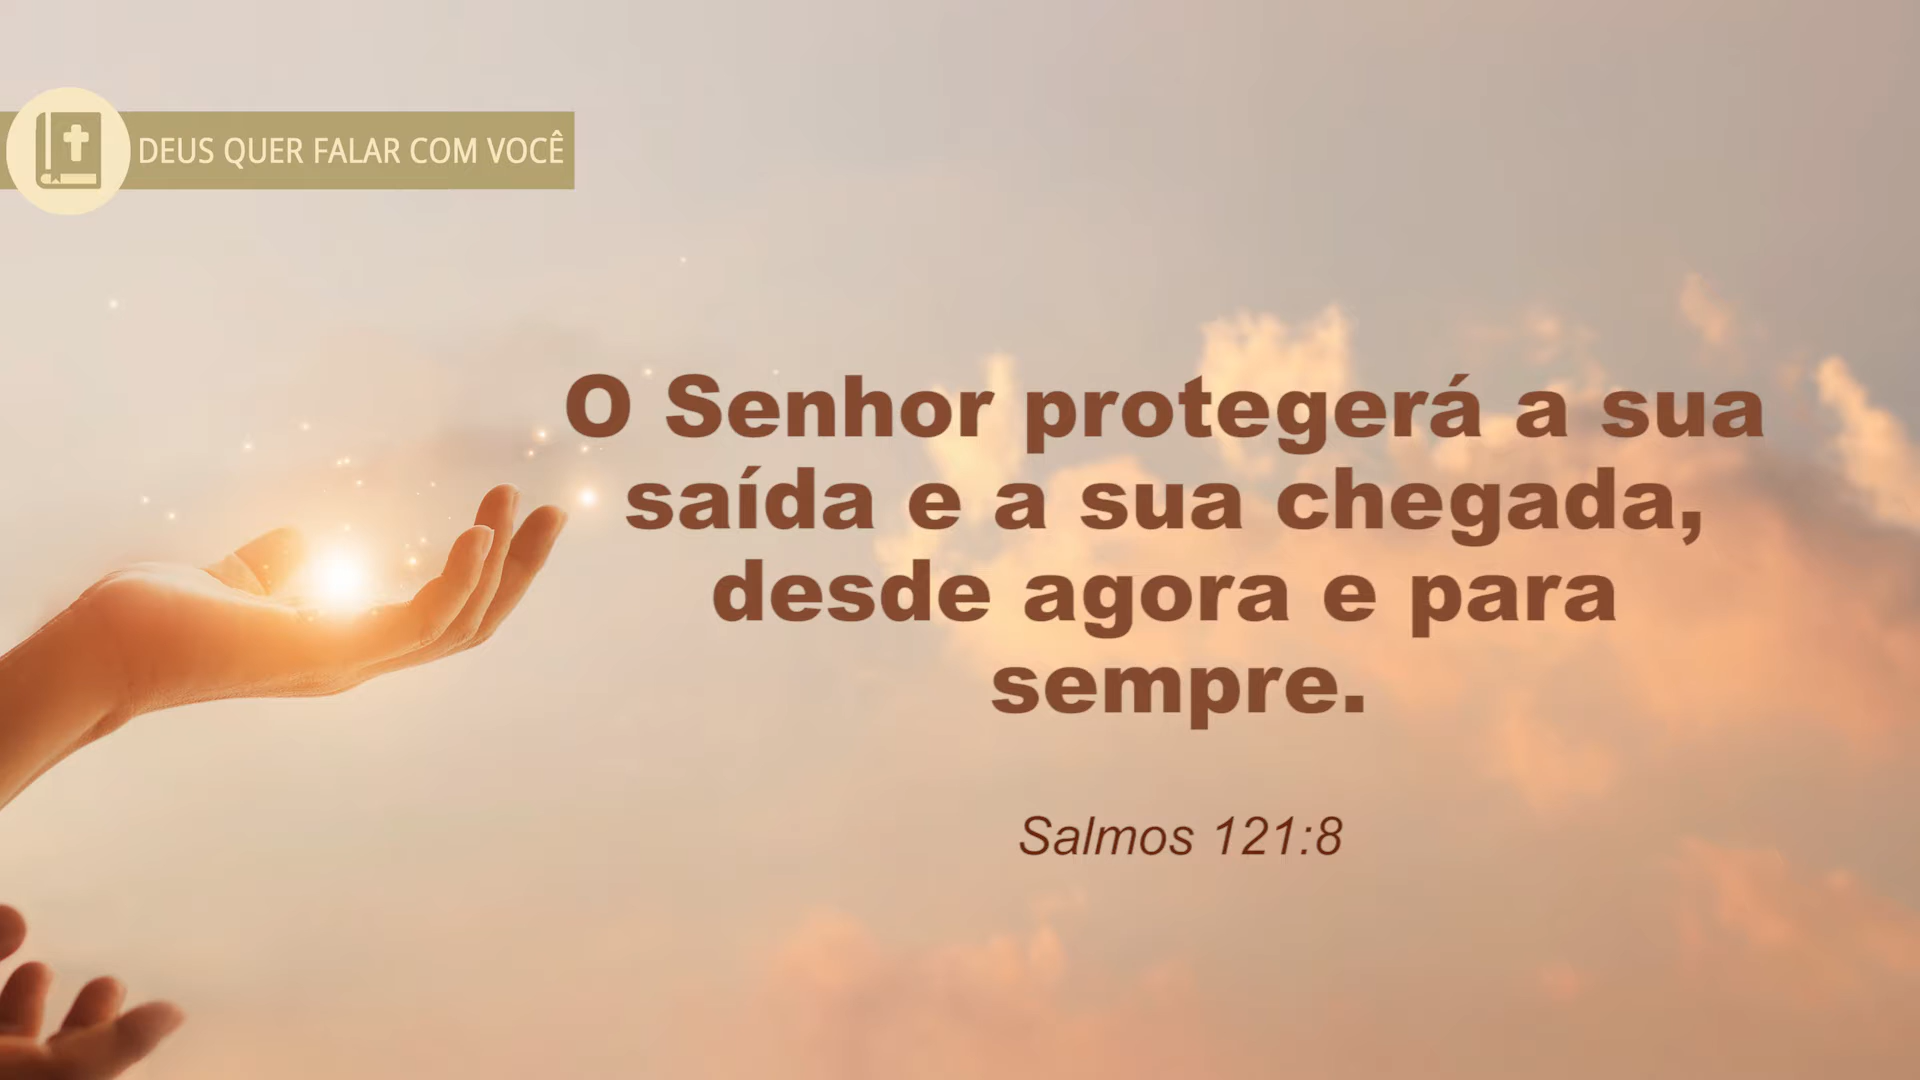 DEUS QUER FALAR COM VOCÊ
O Senhor protegerá a sua
saída e a sua chegada,
desde agora e para
sempre.
Salmos 121:8